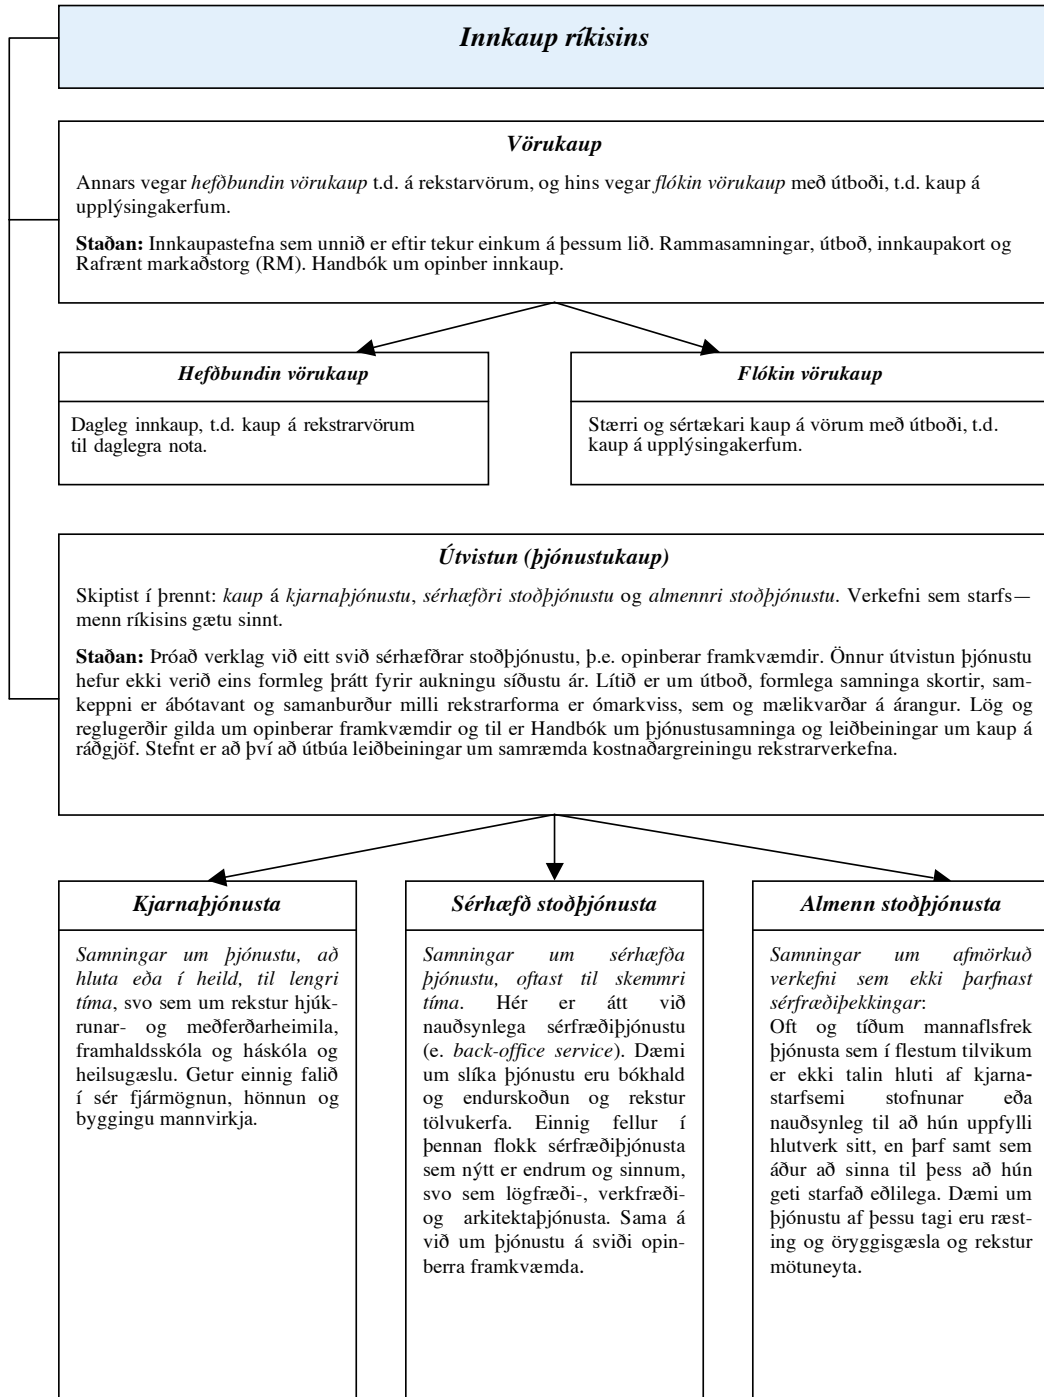 Innkaup ríkisins
Vörukaup
Annars vegar hefðbundin vörukaup t.d. á rekstarvörum, og hins vegar flókin vörukaup með útboði, t.d. kaup á
upplýsingakerfum.
Staðan: Innkaupastefna sem unnið er eftir tekur einkum á þessum lið. Rammasamningar, útboð, innkaupakort og
Rafrænt markaðstorg (RM). Handbók um opinber innkaup.
Hefðbundin vörukaup
Dagleg innkaup, t.d. kaup á rekstrarvörum
til daglegra nota.
Flókin vörukaup
Stærri og sértækari kaup á vörum með útboði, t.d.
kaup á upplýsingakerfum.
Útvistun (þjónustukaup)
Skiptist í þrennt: kaup á kjarnaþjónustu, sérhæfðri stoðþjónustu og almennri stoðþjónustu. Verkefni sem starfs—
menn ríkisins gætu sinnt.
Staðan: Þróað verklag við eitt svið sérhæfðrar stoðþjónustu, þ.e. opinberar framkvæmdir. Önnur útvistun þjónustu
hefur ekki verið eins formleg þrátt fyrir aukningu síðustu ár. Lítið er um útboð, formlega samninga skortir, sam-
keppni er ábótavant og samanburður milli rekstrarforma er ómarkviss, sem og mælikvarðar á árangur. Lög og
reglugerðir gilda um opinberar framkvæmdir og til er Handbók um þjónustusamninga og leiðbeiningar um kaup á
ráðgjöf. Stefnt er að því að útbúa leiðbeiningar um samræmda kostnaðargreiningu rekstrarverkefna.
Kjarnaþjónusta
Samningar um þjónustu, að
hluta eða í heild, til lengri
tíma, svo sem um rekstur hjúk-
runar- og meðferðarheimila,
framhaldsskóla og háskóla og
heilsugæslu. Getur einnig falið
í sér fjármögnun, hönnun og
byggingu mannvirkja.
Sérhæfð stoðþjónusta
Samningar um sérhæfða
þjónustu, oftast til skemmri
tíma. Hér er átt við
nauðsynlega sérfræðiþjónustu
(e. back-office service). Dæmi
um slíka þjónustu eru bókhald
og endurskoðun og rekstur
tölvukerfa. Einnig fellur í
þennan flokk sérfræðiþjónusta
sem nýtt er endrum og sinnum,
svo sem lögfræði-, verkfræði-
og arkitektaþjónusta. Sama á
við um þjónustu á sviði opin-
berra framkvæmda.
Almenn stoðþjónusta
Samningar um afmörkuð
verkefni sem ekki þarfnast
sérfræðiþekkingar:
Oft og tíðum mannaflsfrek
þjónusta sem í flestum tilvikum
er ekki talin hluti af kjarna-
starfsemi stofnunar eða
nauðsynleg til að hún uppfylli
hlutverk sitt, en þarf samt sem
áður að sinna til þess að hún
geti starfað eðlilega. Dæmi um
þjónustu af þessu tagi eru ræst-
ing og öryggisgæsla og rekstur
mötuneyta.